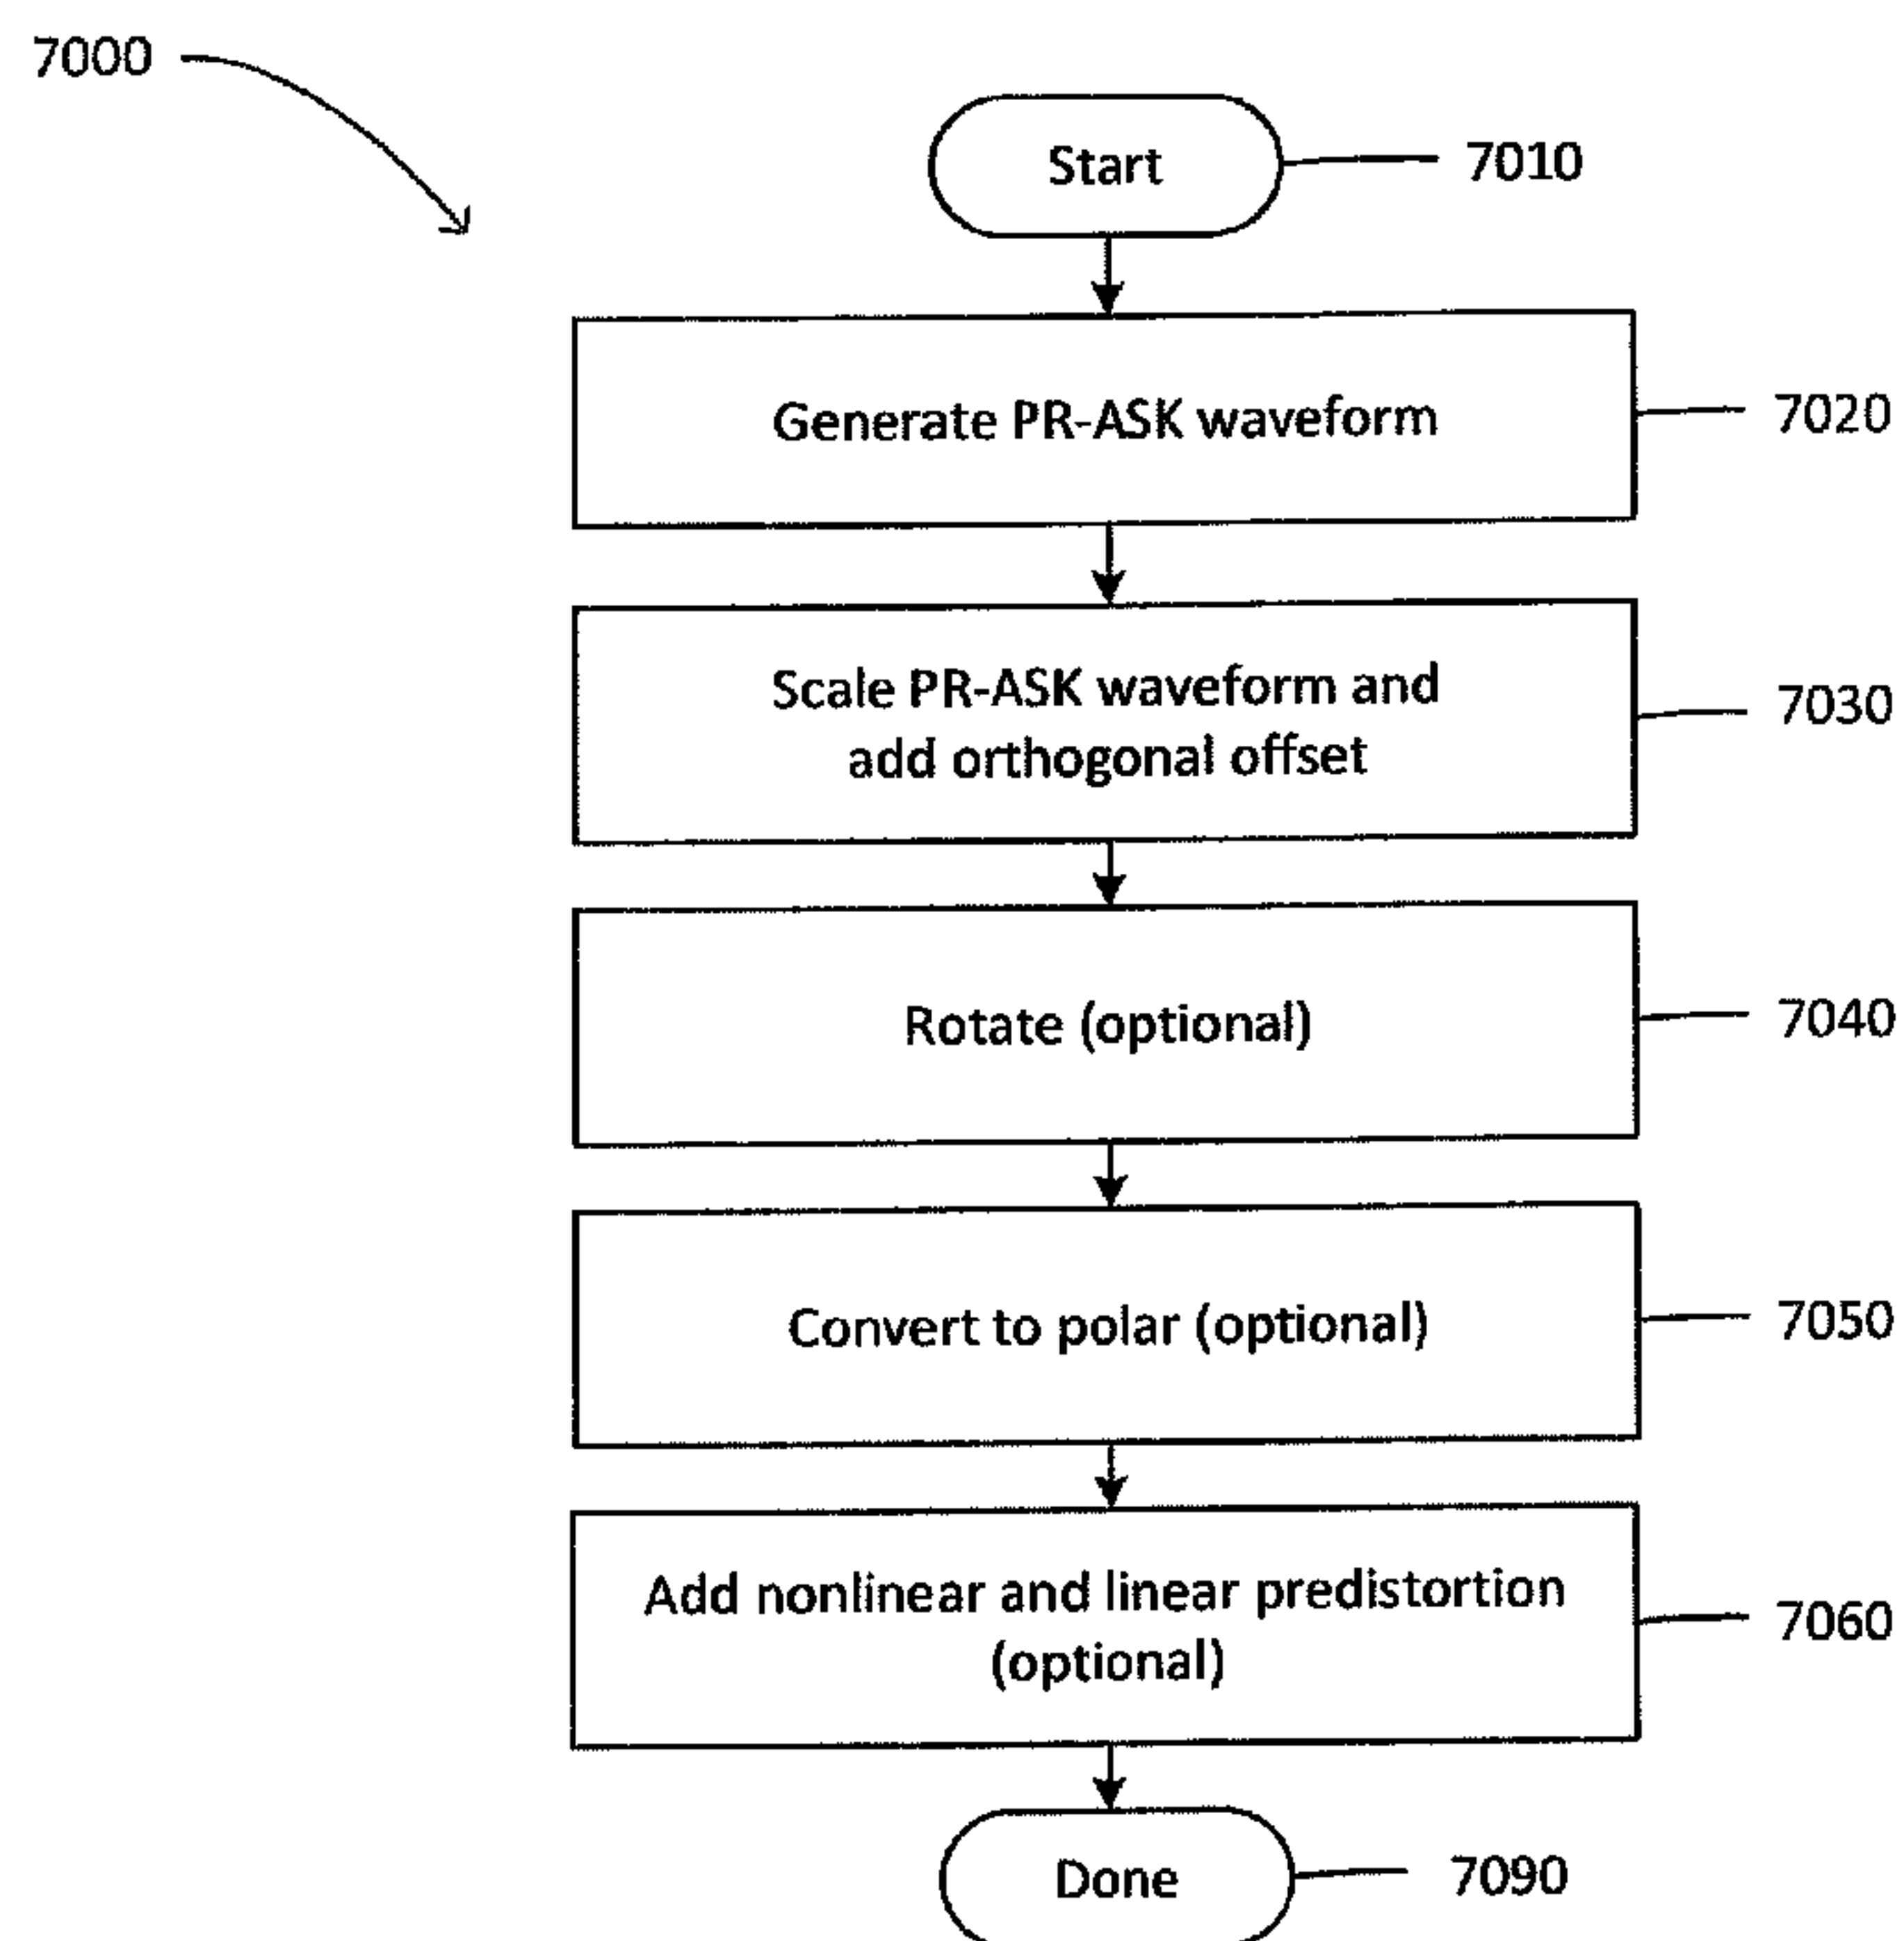 7000
Start
7010
Generate PR-ASK waveform
7020
Scale PR-ASK waveform and
add orthogonal offset
7030
Rotate (optional)
7040
Convert to polar (optional)
7050
Add nonlinear and linear predistortion
(optional)
7060
Done
7090